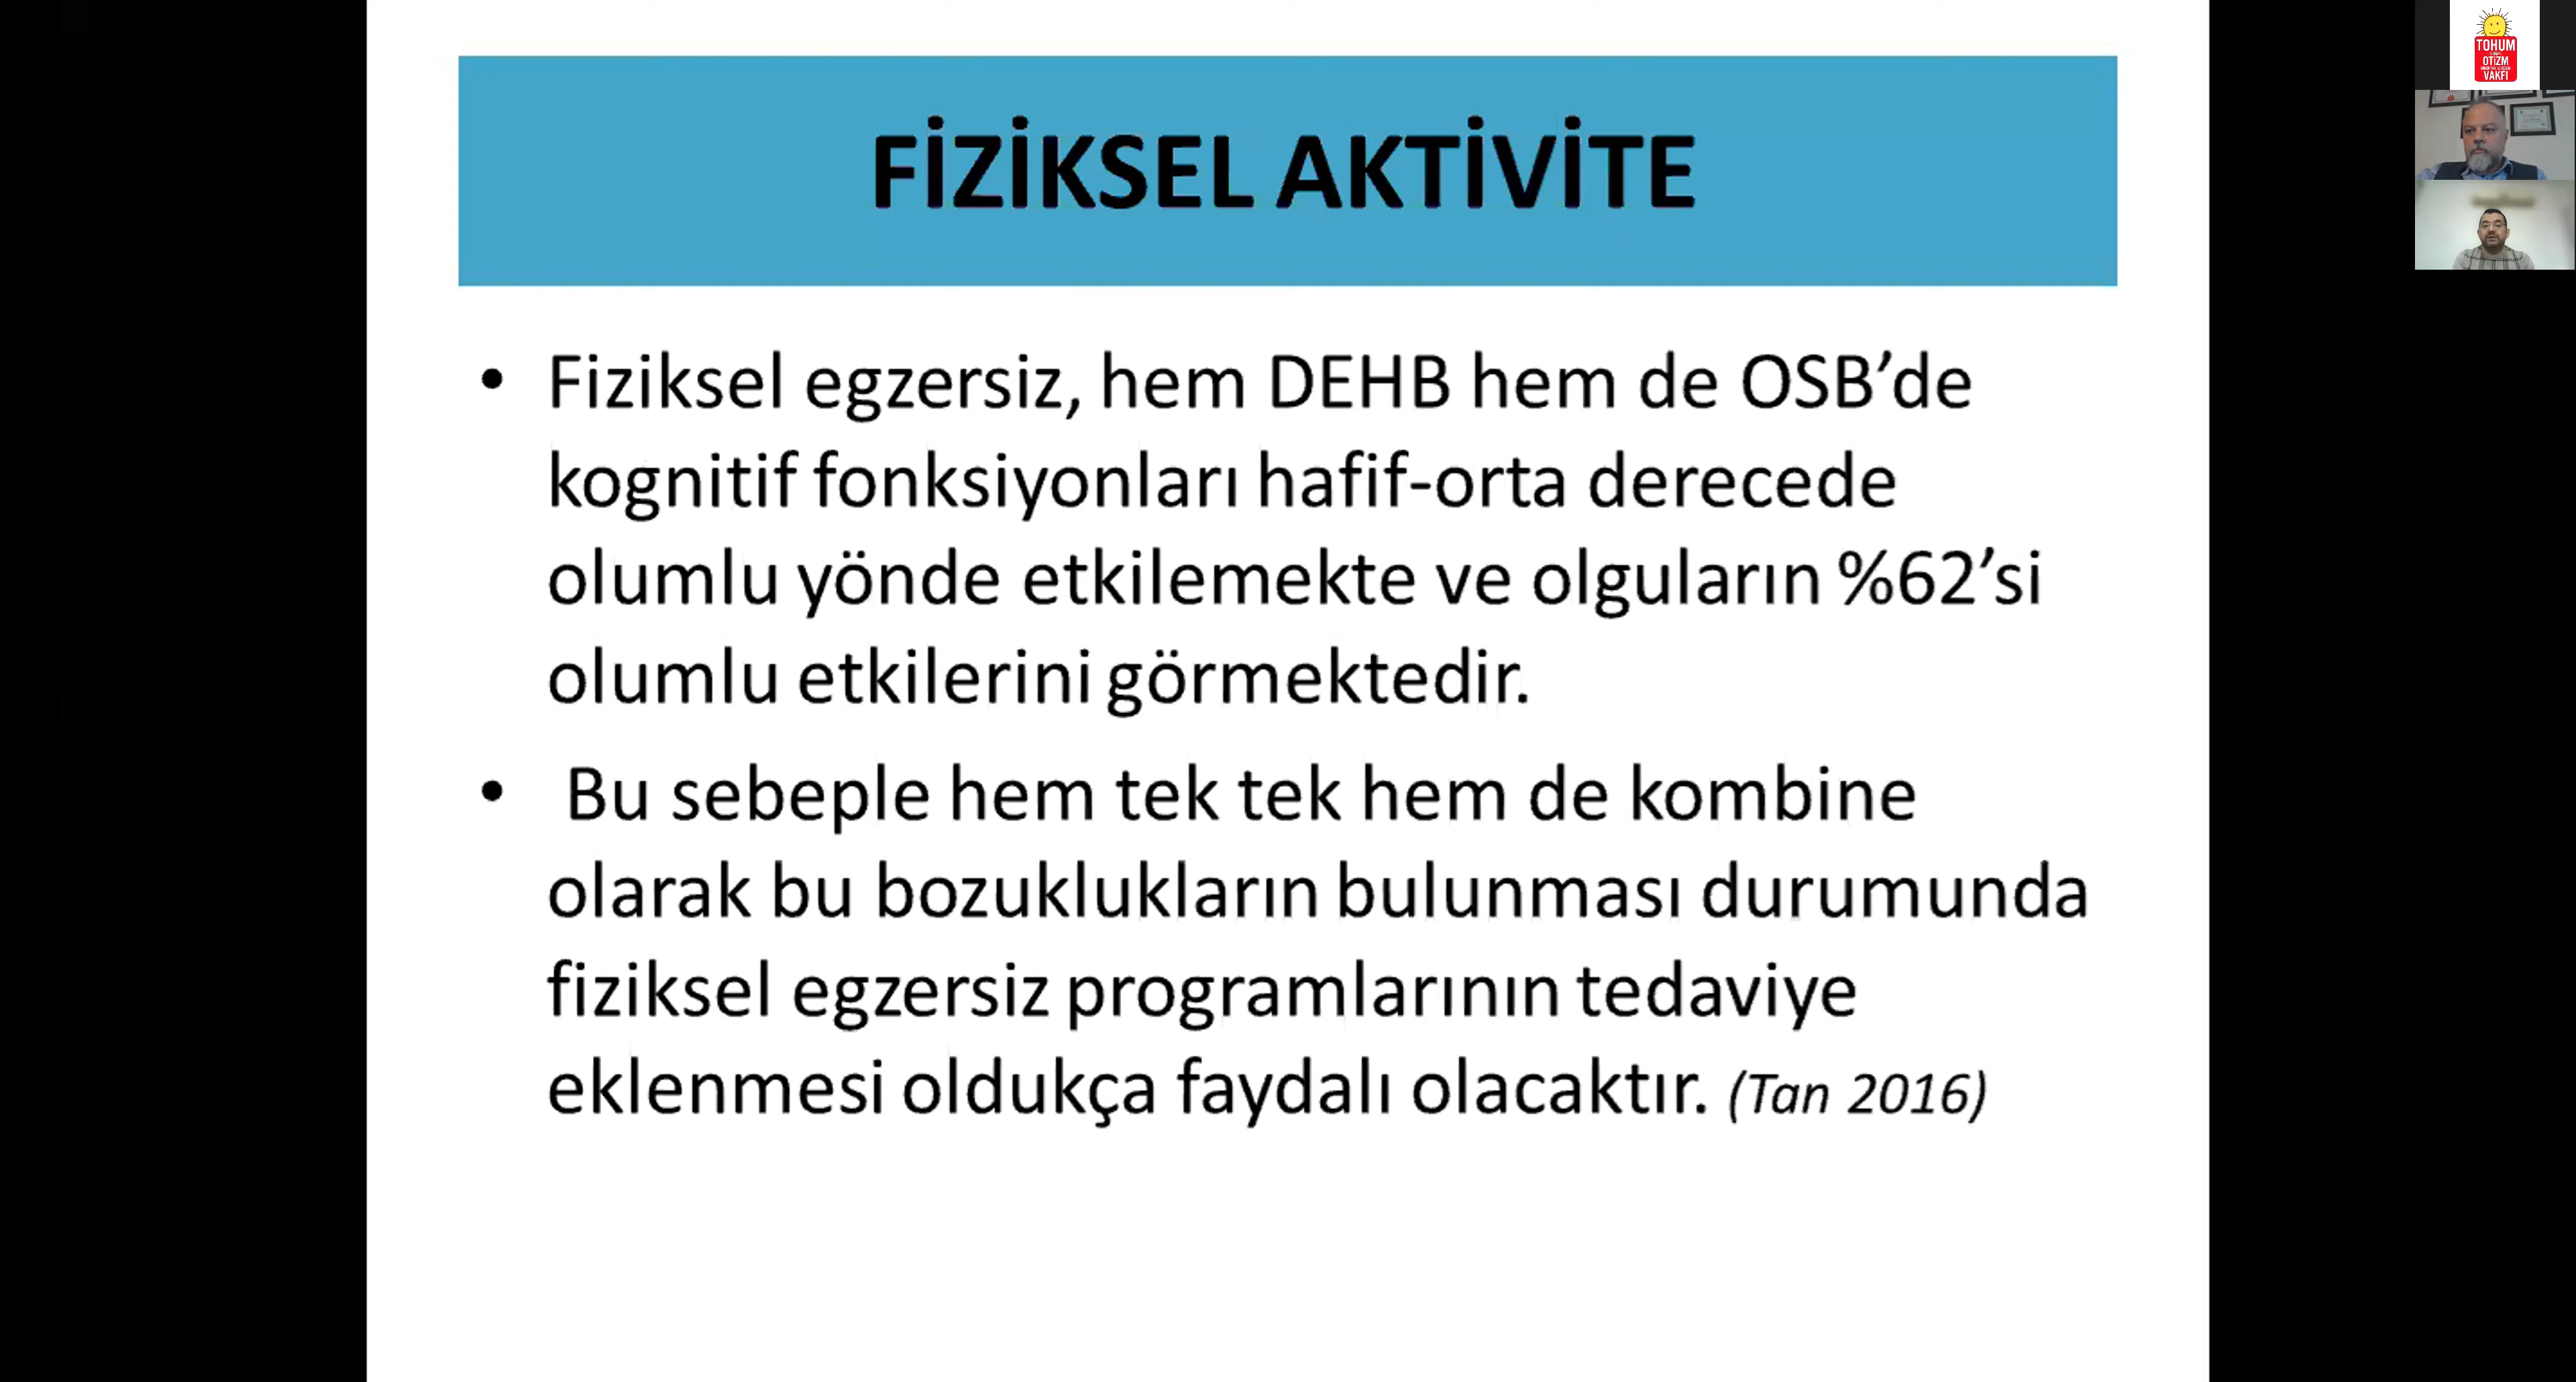 FİZİKSEL AKTİVİTE
• Fiziksel egzersiz, hem DEHB hem de OSB’de
kognitif fonksiyonları hafif-orta derecede
olumlu yönde etkilemekte ve olguların %62’si
olumlu etkilerini görmektedir.
• Bu sebeple hem tek tek hem de kombine
olarak bu bozuklukların bulunması durumunda
fiziksel egzersiz programlarının tedaviye
eklenmesi oldukça faydalı olacaktır. (Tan 2016)
TOHUM
OTİZM
VAKFI